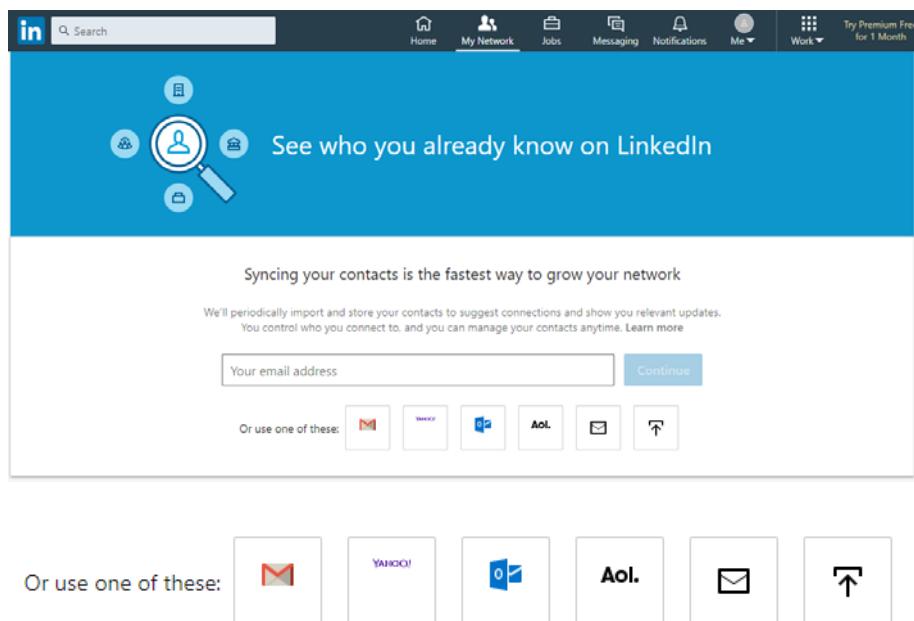 in Search Home My Network Jobs Messaging Notifications Me Work Try Premium Free
for 1 Month
See who you already know on LinkedIn
Syncing your contacts is the fastest way to grow your network
We'll periodically import and store your contacts to suggest connections and show you relevant updates.
You control who you connect to, and you can manage your contacts anytime. Learn more
Your email address Continue
Or use one of these: YAHOO! Aol.
Or use one of these: YAHOO! Aol.